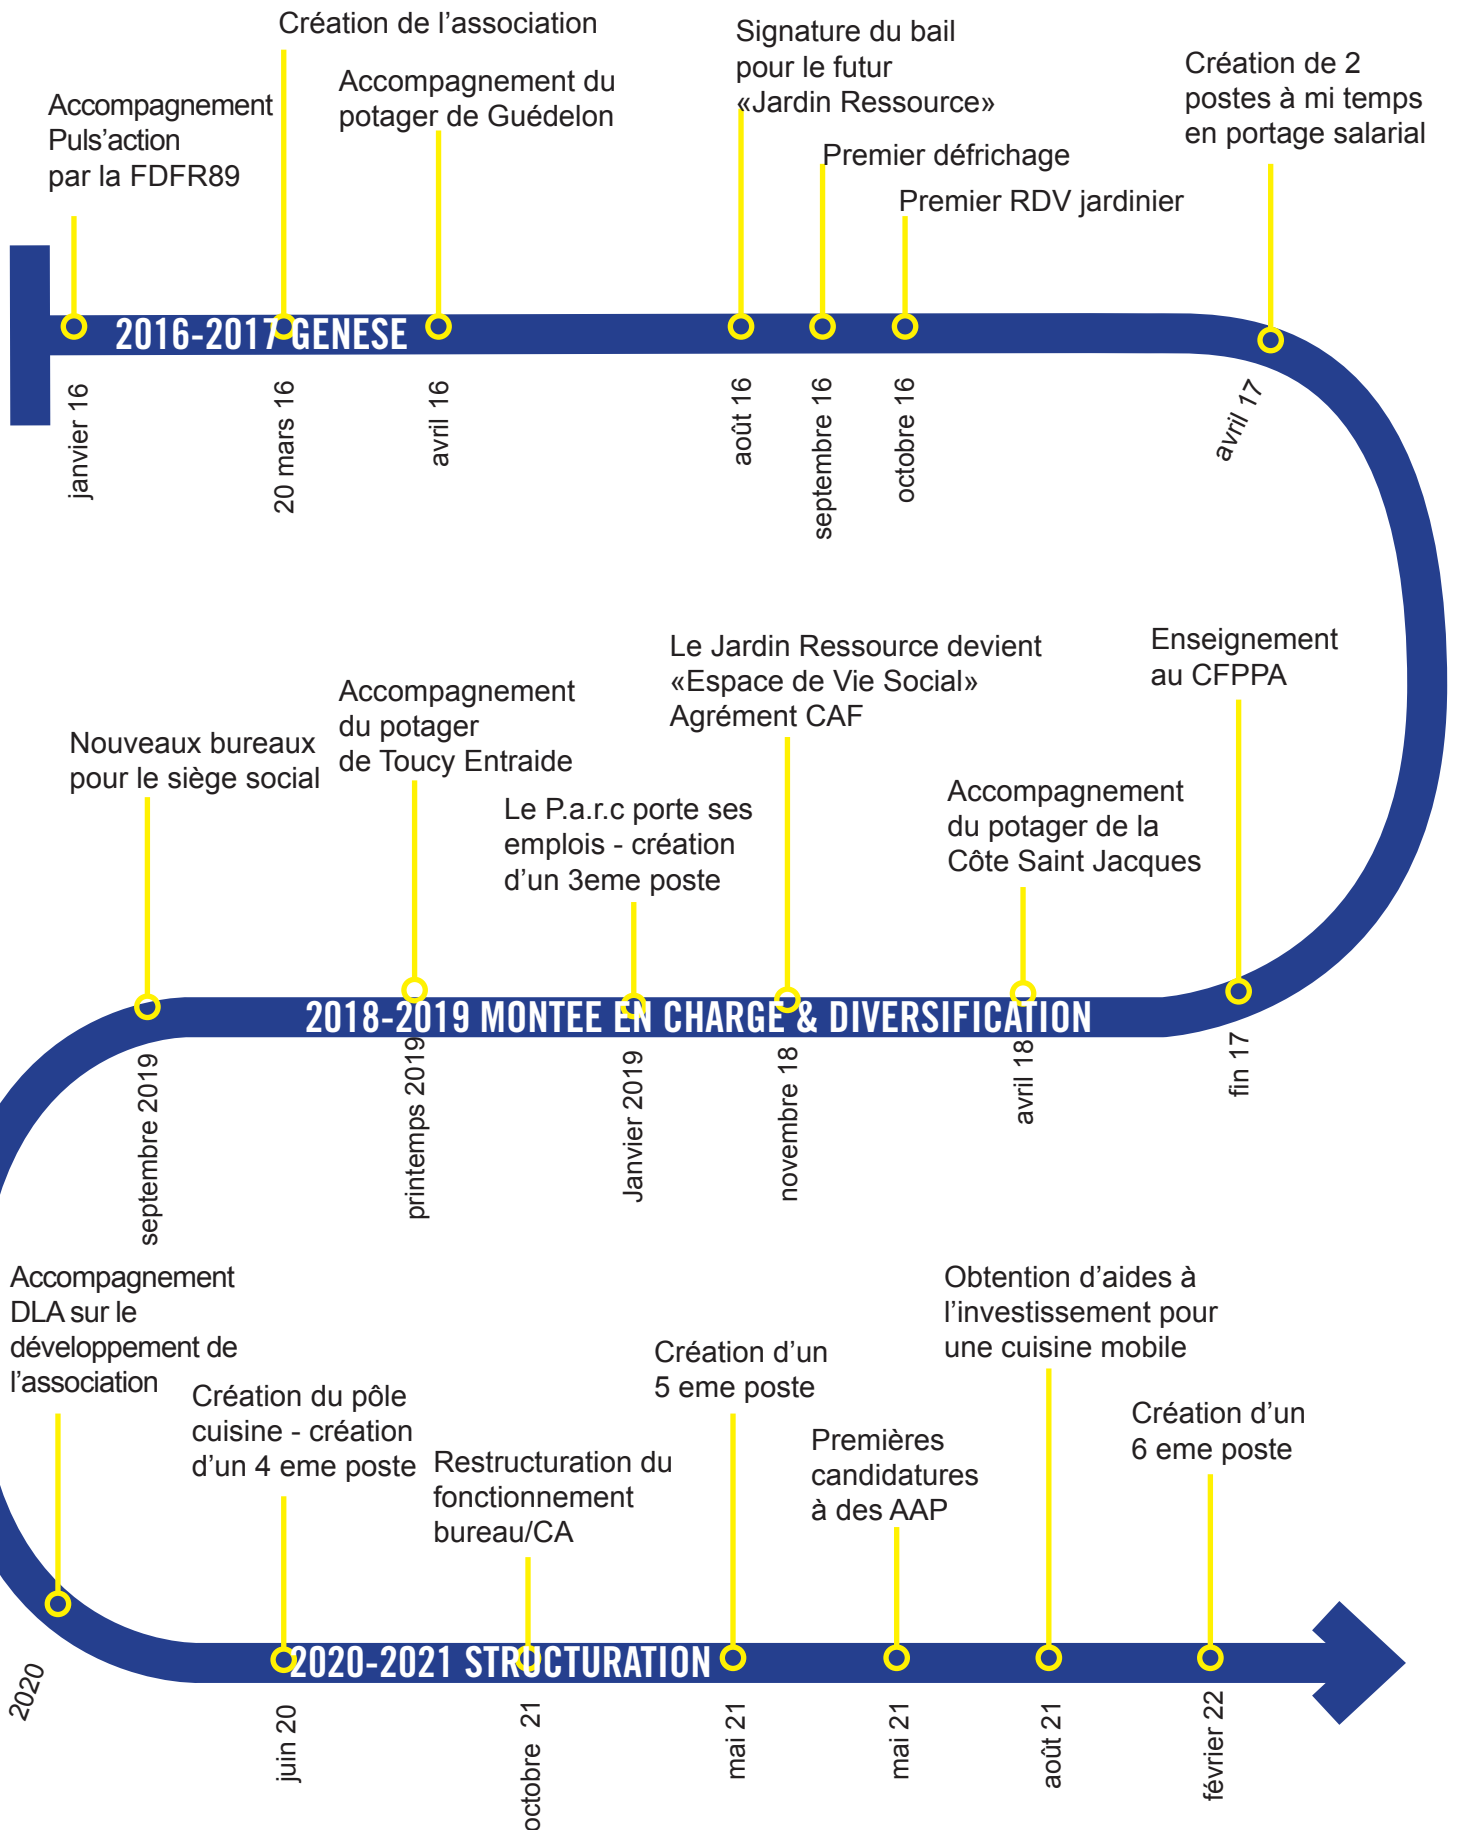 Création de l’association
Accompagnement
Puls’action
par la FDFR89
Accompagnement du
potager de Guédelon
Signature du bail
pour le futur
«Jardin Ressource»
Premier défrichage
Premier RDV jardinier
Création de 2
postes à mi temps
en portage salarial
2016-2017 GENESE
janvier 16
20 mars 16
avril 16
août 16
septembre 16
octobre 16
avril 17
Nouveaux bureaux
pour le siège social
Accompagnement
du potager
de Toucy Entraide
Le P.a.r.c porte ses
emplois - création
d’un 3eme poste
Le Jardin Ressource devient
«Espace de Vie Social»
Agrément CAF
Accompagnement
du potager de la
Côte Saint Jacques
Enseignement
au CFPPA
2018-2019 MONTEE EN CHARGE & DIVERSIFICATION
septembre 2019
printemps 2019
Janvier 2019
novembre 18
avril 18
fin 17
Accompagnement
DLA sur le
développement de
l’association
Création du pôle
cuisine - création
d’un 4 eme poste
Restructuration du
fonctionnement
bureau/CA
Création d’un
5 eme poste
Premières
candidatures
à des AAP
Obtention d’aides à
l’investissement pour
une cuisine mobile
Création d’un
6 eme poste
2020-2021 STRUCTURATION
2020
juin 20
octobre 21
mai 21
mai 21
août 21
février 22